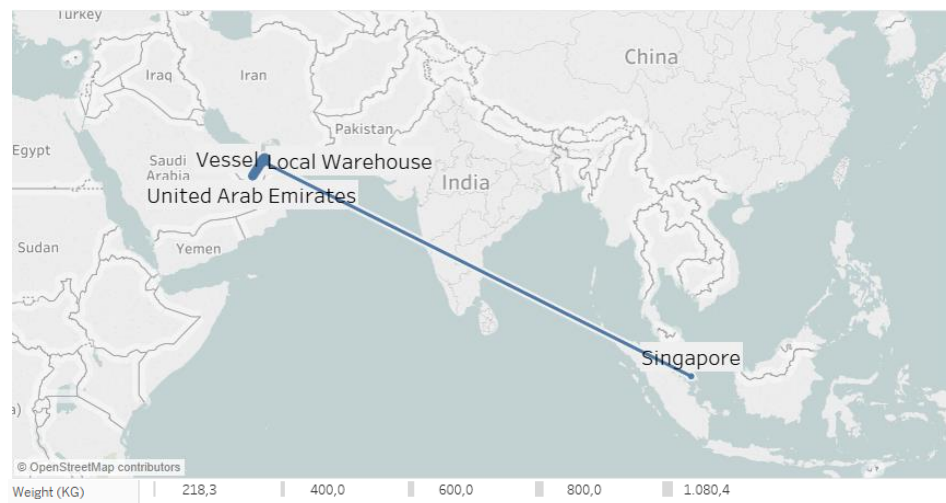 Turkey
China
Iraq
Iran
Pakistan
Egypt
Saudi
Arabia
Vessel
Local Warehouse
India
United Arab Emirates
Sudan
Yemen
Singapore
a)
© OpenStreetMap contributors
Weight (KG) 218,3 400,0 600,0 800,0 1.080,4